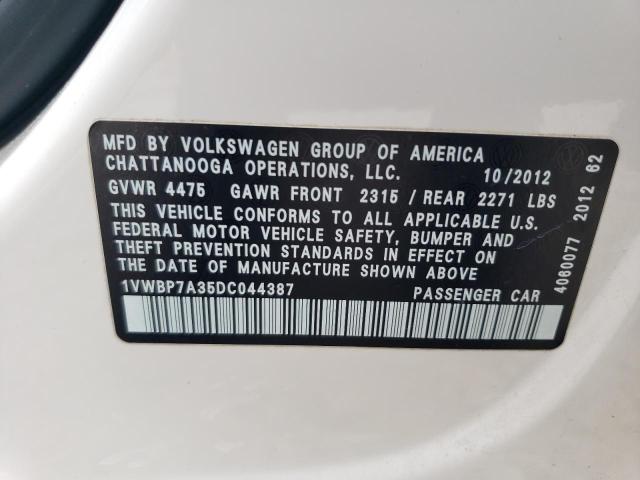 MFD BY VOLKSWAGEN GROUP OF AMERICA
CHATTANOOGA OPERATIONS, LLC. 10/2012
GVWR 4475 GAWR FRONT 2315 / REAR 2271 LBS
THIS VEHICLE CONFORMS TO ALL APPLICABLE U.S.
FEDERAL MOTOR VEHICLE SAFETY, BUMPER AND
THEFT PREVENTION STANDARDS IN EFFECT ON
THE DATE OF MANUFACTURE SHOWN ABOVE
1VWBP7A35DC044387 PASSENGER CAR
4080077 2012 62